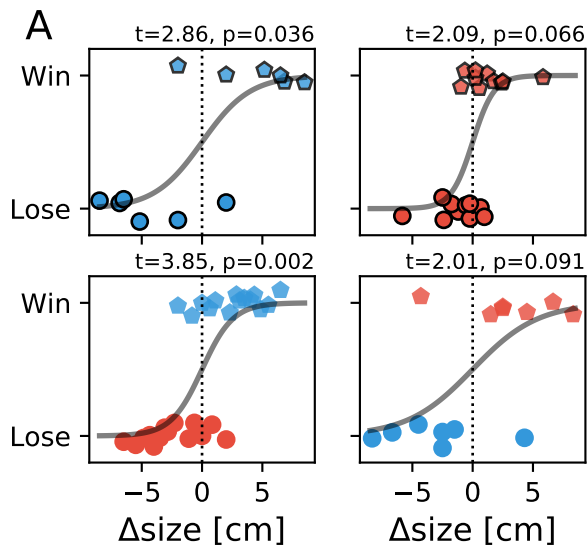 A
t=2.86, p=0.036
t=2.09, p=0.066
Win
Lose
t=3.85, p=0.002
t=2.01, p=0.091
Win
Lose
−5 0 5
−5 0 5
Δsize [cm]
Δsize [cm]